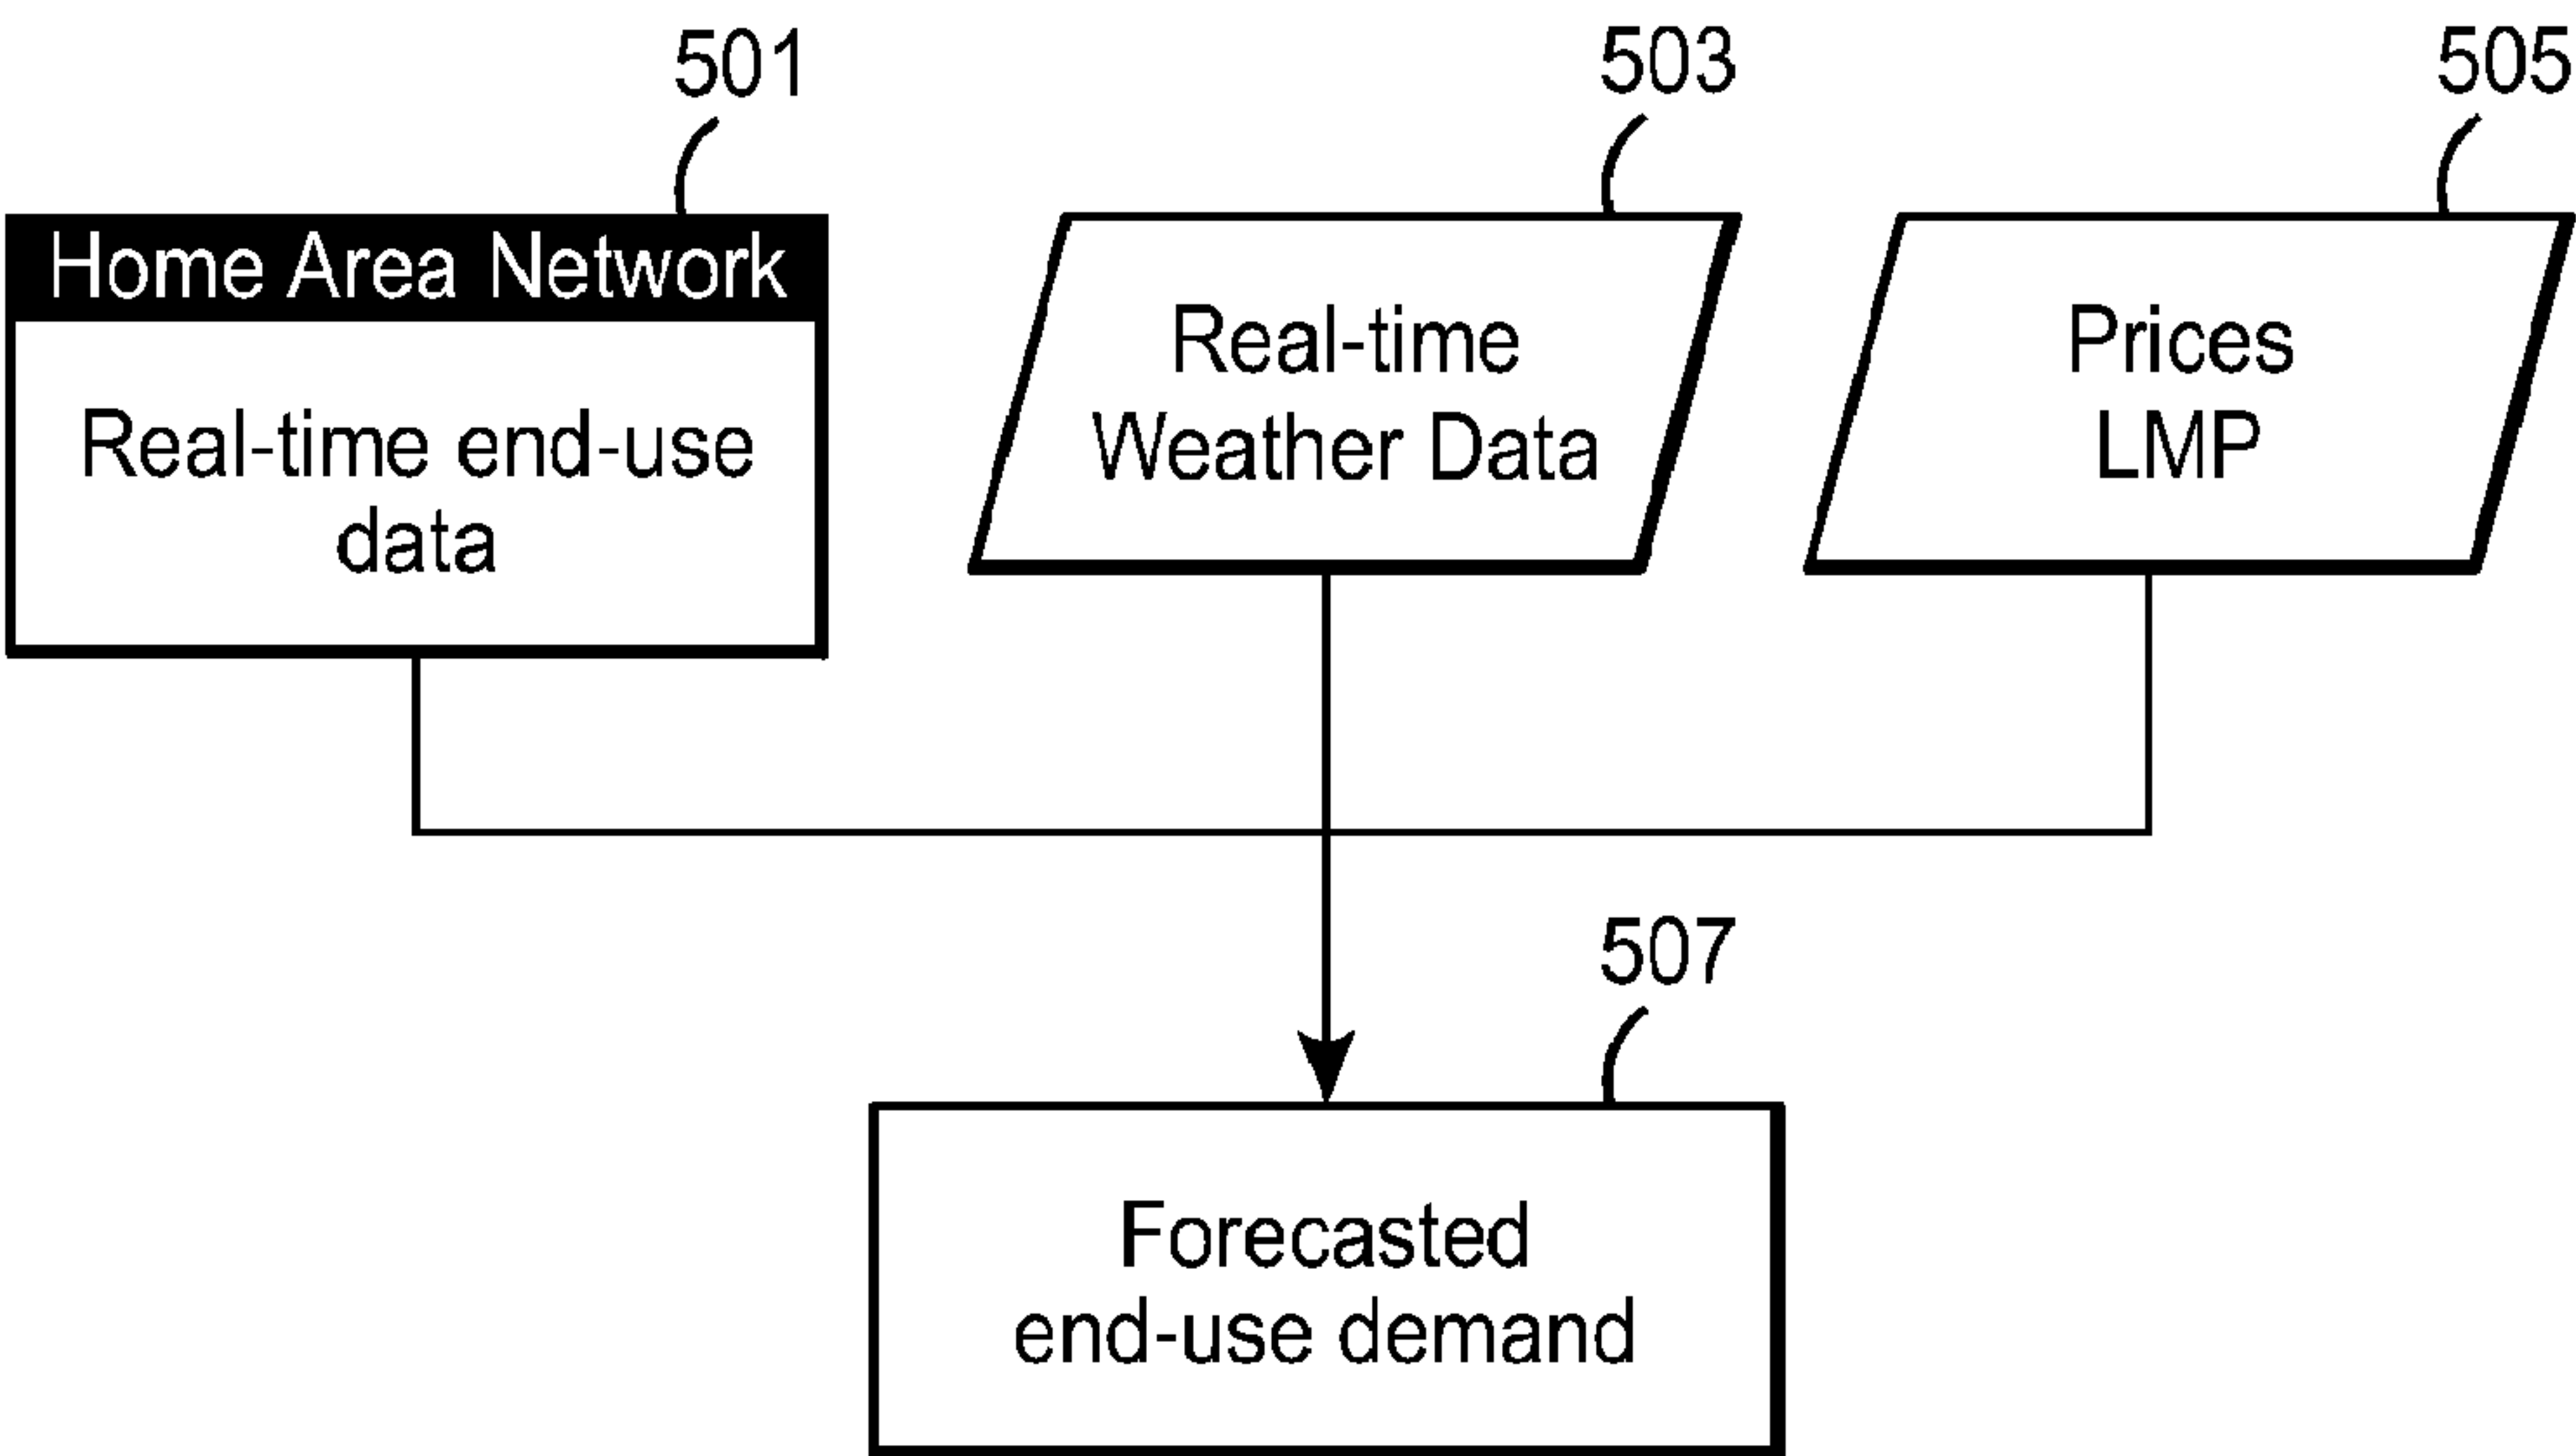 501
503
505
Home Area Network
Real-time end-use
data
Real-time
Weather Data
Prices
LMP
507
Forecasted
end-use demand